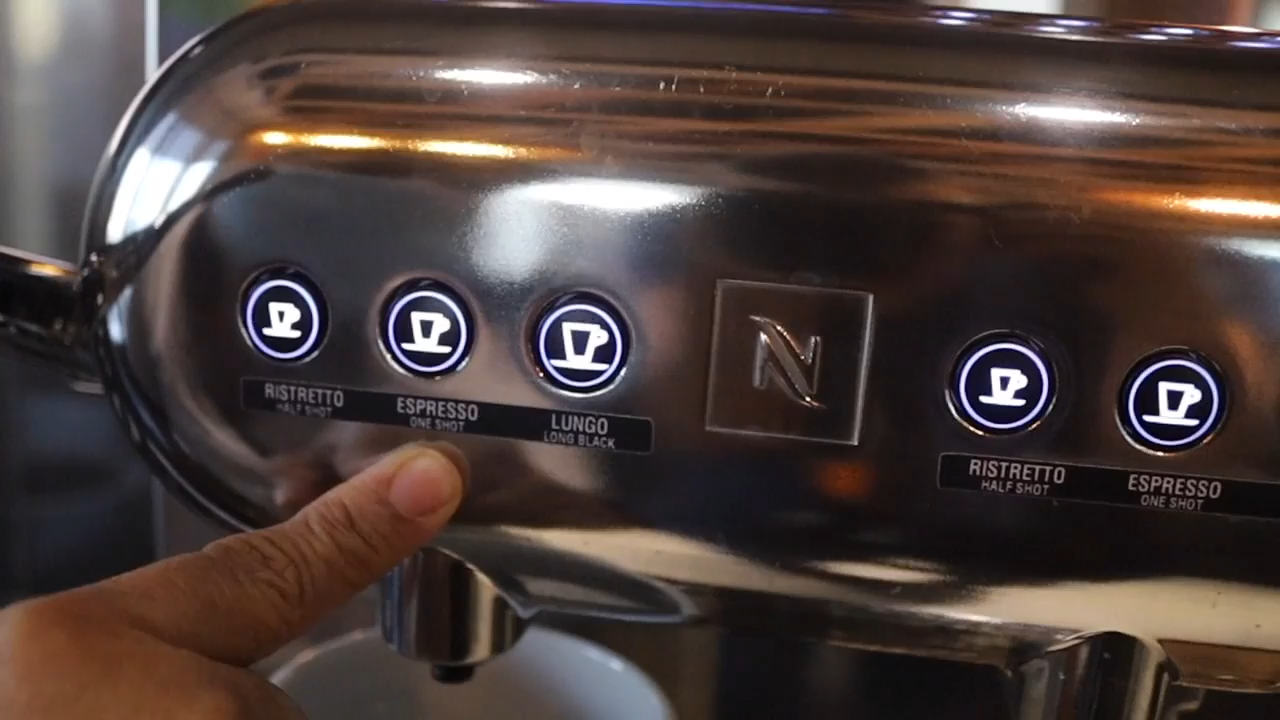 RISTRETTO
HALF SHOT
ESPRESSO
ONE SHOT
LUNGO
LONG BLACK
N
RISTRETTO
HALF SHOT
ESPRESSO
ONE SHOT